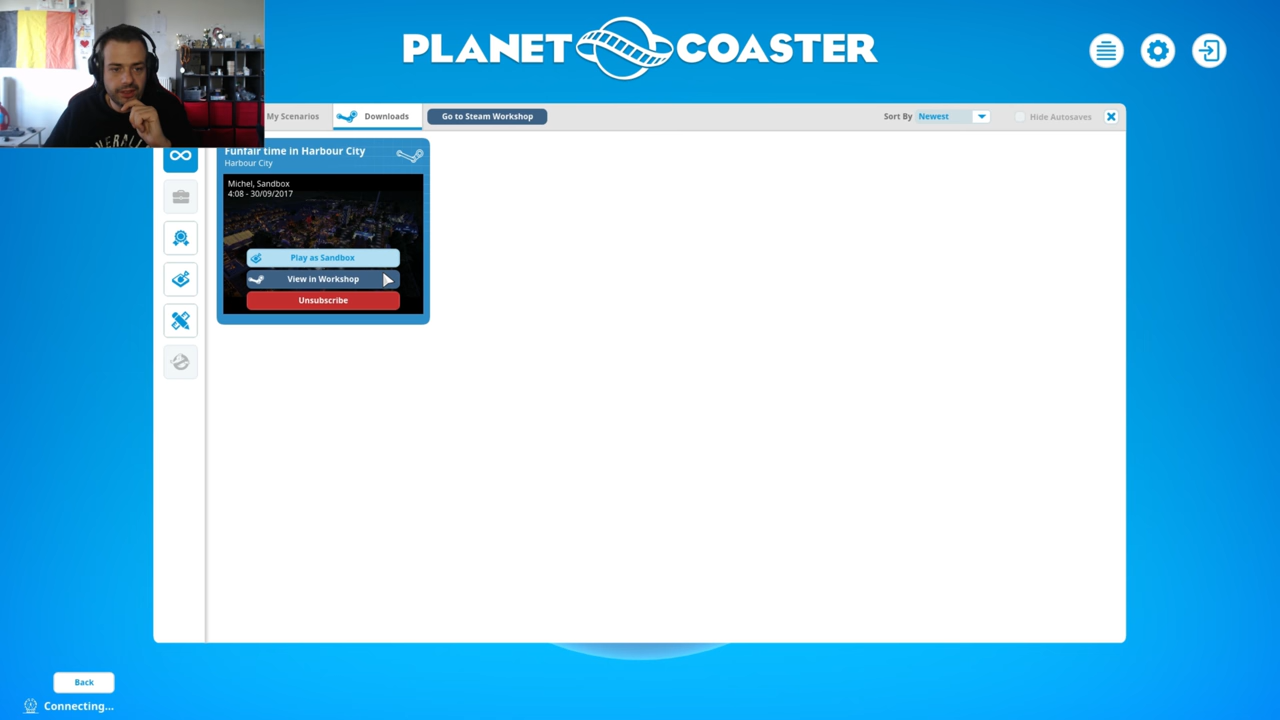 PLANET COASTER
My Scenarios
Downloads
Go to Steam Workshop
Sort By
Newest
Hide Autosaves
Funfair time in Harbour City
Harbour City
Michel, Sandbox
4:08 - 30/09/2017
Play as Sandbox
View in Workshop
Unsubscribe
Back
Connecting...